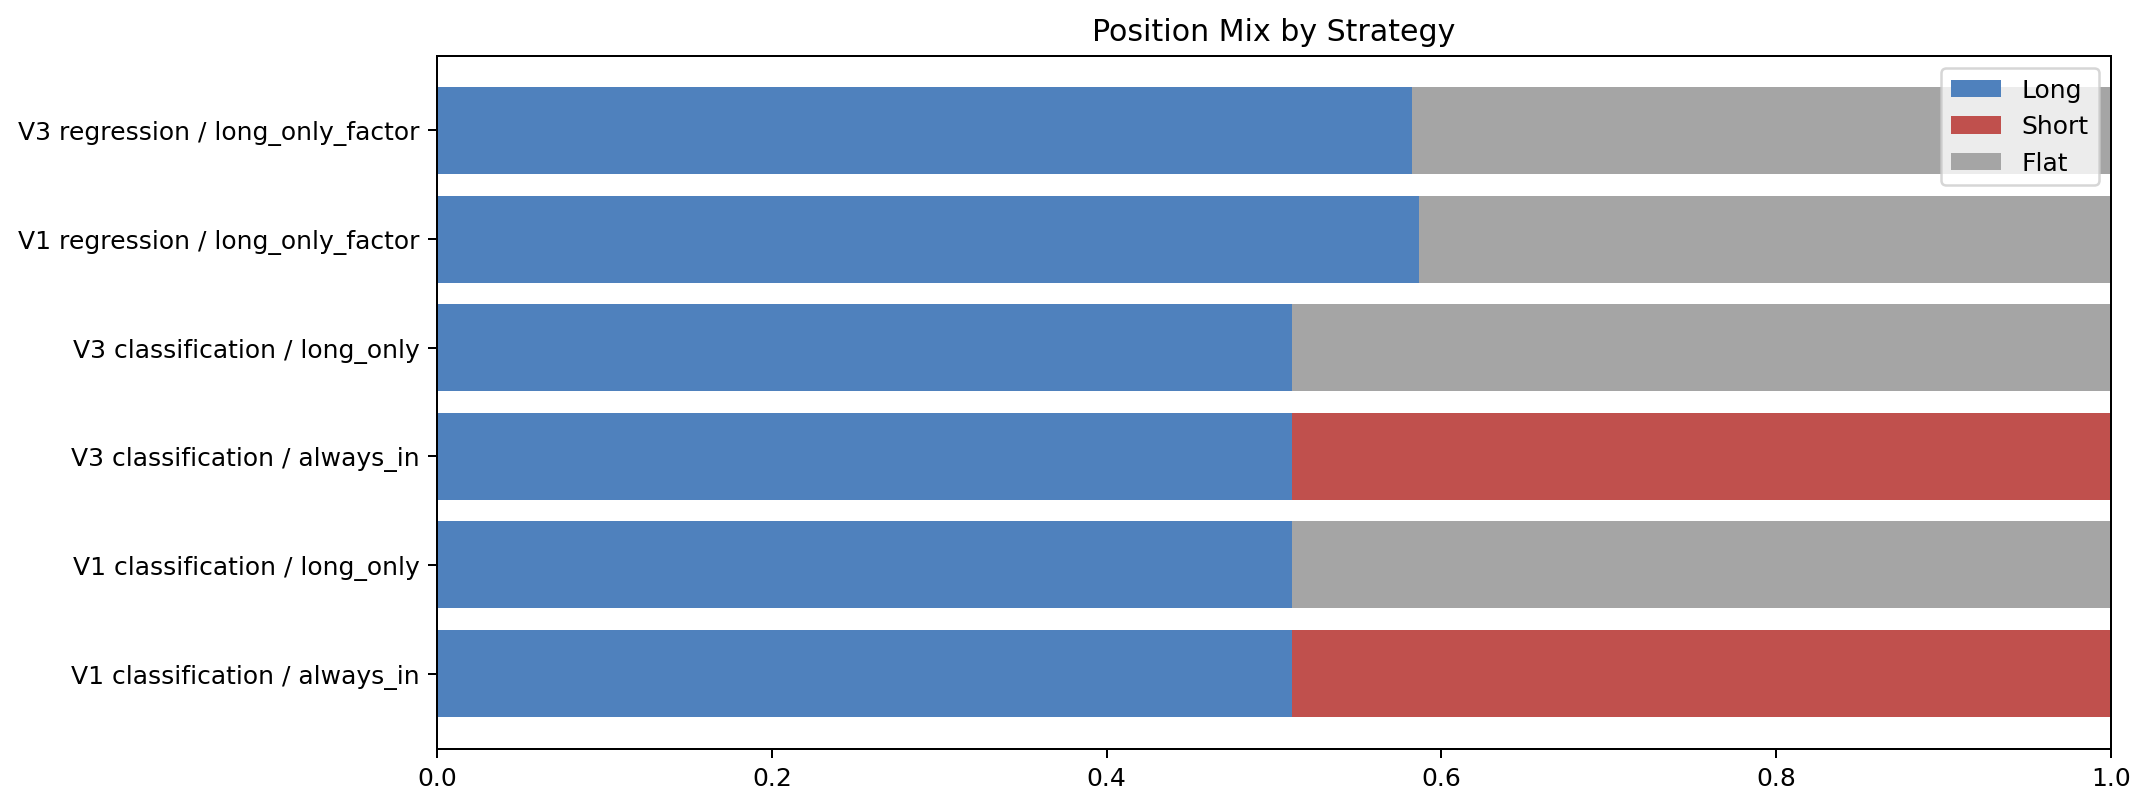 Position Mix by Strategy
Long
Short
Flat
V3 regression / long_only_factor
V1 regression / long_only_factor
V3 classification / long_only
V3 classification / always_in
V1 classification / long_only
V1 classification / always_in
0.0 0.2 0.4 0.6 0.8 1.0